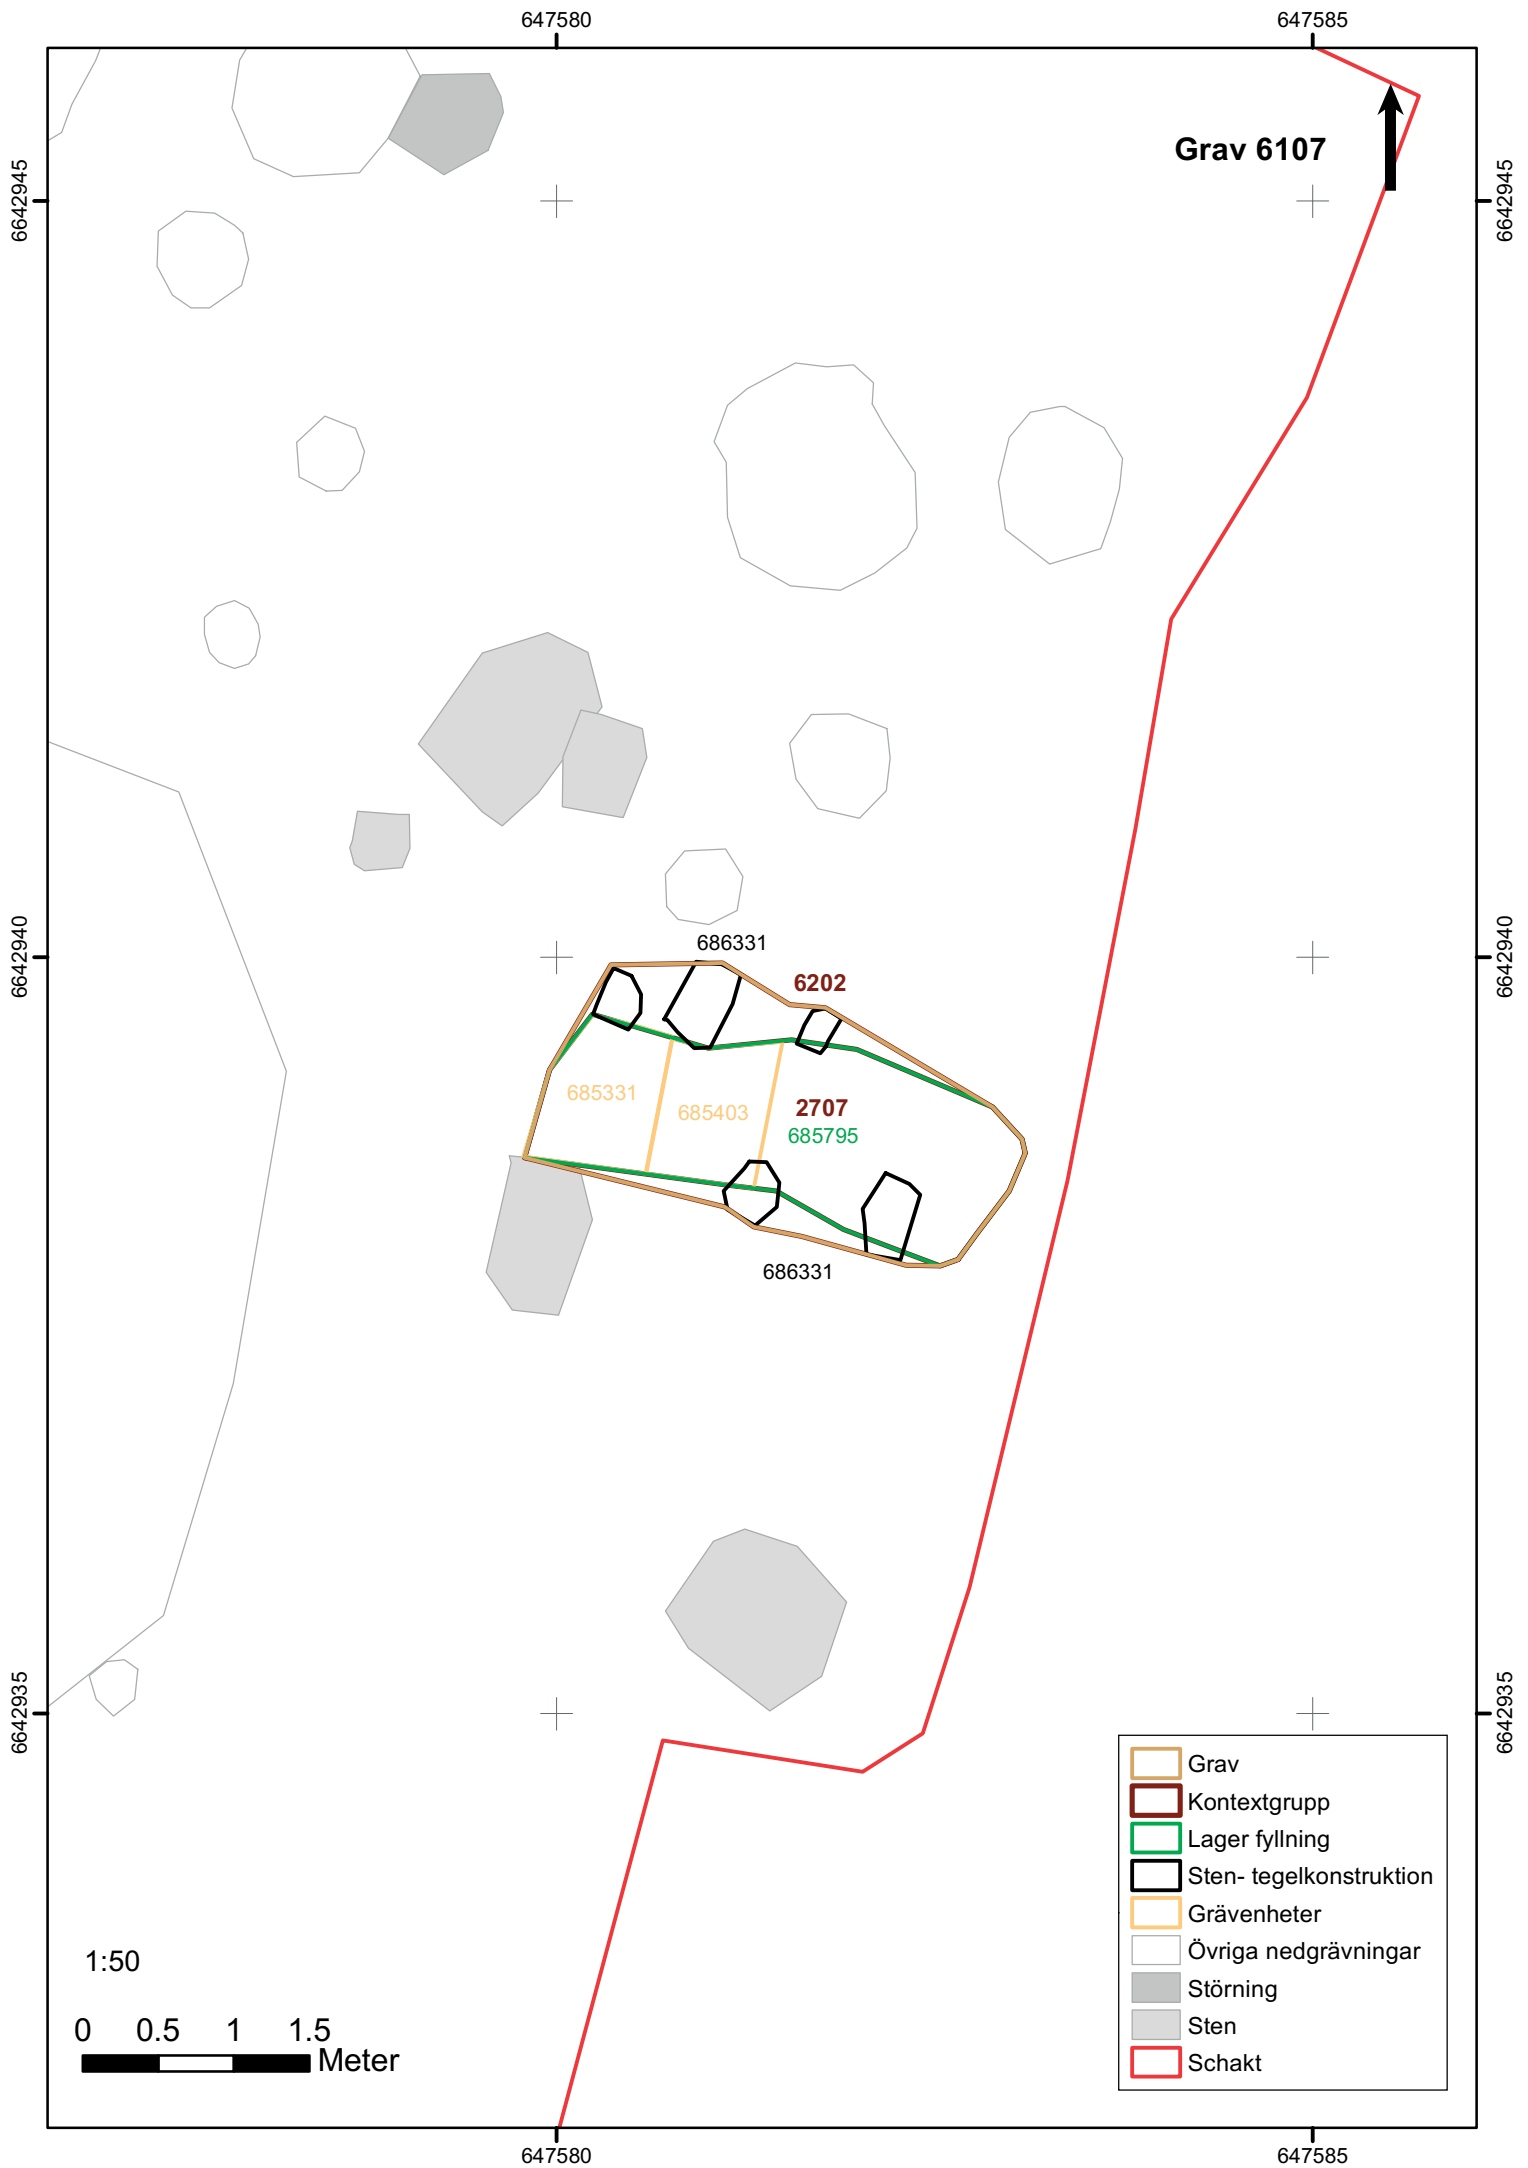 647580
647585
Grav 6107
6642945
6642945
6642940
6642940
686331
6202
685331
685403
2707
685795
686331
6642935
6642935
Grav
Kontextgrupp
Lager fyllning
Sten- tegelkonstruktion
Grävenheter
Övriga nedgrävningar
Störning
Sten
Schakt
1:50
0 0.5 1 1.5
Meter
647580
647585